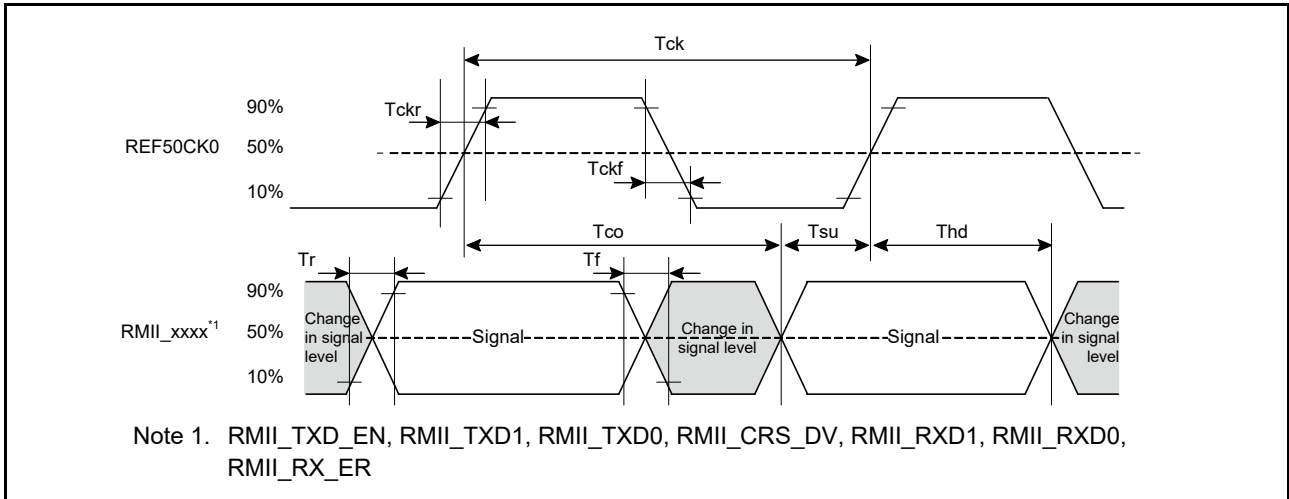 Tck
Tckr
90%
REF50CK0
50%
10%
Tckf
Tco
Tsu
Thd
Tr
Tf
90%
RMII_xxxx*1
50%
10%
Change
in signal
level
Signal
Change in
signal level
Signal
Change
in signal
level
Note 1. RMII_TXD_EN, RMII_TXD1, RMII_TXD0, RMII_CRS_DV, RMII_RXD1, RMII_RXD0,
RMII_RX_ER